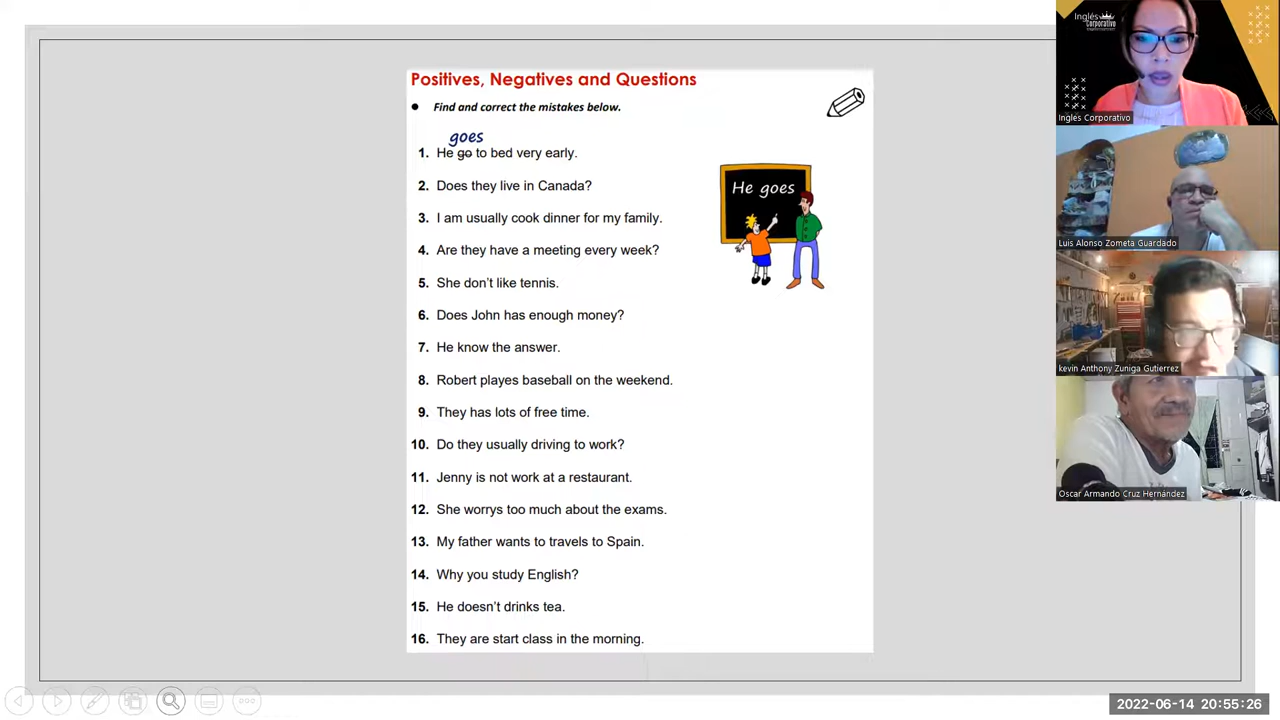 Positives, Negatives and Questions
● Find and correct the mistakes below.
goes
1. He go to bed very early.
2. Does they live in Canada?
3. I am usually cook dinner for my family.
4. Are they have a meeting every week?
5. She don't like tennis.
6. Does John has enough money?
7. He know the answer.
8. Robert playes baseball on the weekend.
9. They has lots of free time.
10. Do they usually driving to work?
11. Jenny is not work at a restaurant.
12. She worrys too much about the exams.
13. My father wants to travels to Spain.
14. Why you study English?
15. He doesn't drinks tea.
16. They are start class in the morning.
He goes
Inglés
Corporativo
Inglés Corporativo
Luis Alonso Zometa Guardado
kevin Anthony Zuniga Gutierrez
Oscar Armando Cruz Hernández
2022-06-14 20:55:26